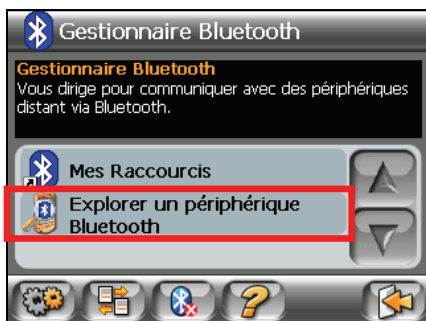 Gestionnaire Bluetooth
Gestionnaire Bluetooth
Vous dirige pour communiquer avec des périphériques
distant via Bluetooth.
Mes Raccourcis
Explorer un périphérique
Bluetooth